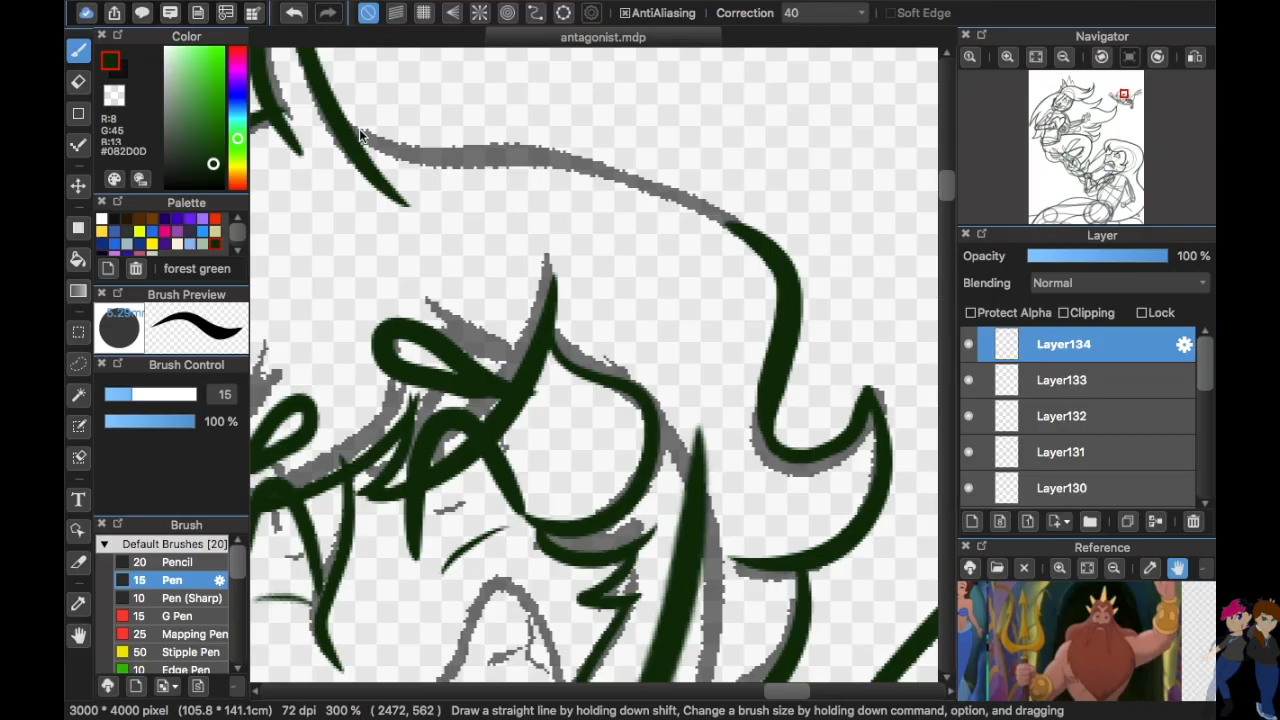 AntiAliasing Correction 40 Soft Edge
antagonist.mdp
Color
R:8
G:45
B:13
#082D0D
Palette
forest green
Brush Preview
Brush Control
15
100 %
Brush
Default Brushes [20]
20 Pencil
15 Pen
10 Pen (Sharp)
15 G Pen
25 Mapping Pen
50 Stipple Pen
10 Edge Pen
Navigator
Layer
Opacity 100 %
Blending Normal
Protect Alpha Clipping Lock
Layer134
Layer133
Layer132
Layer131
Layer130
Reference
3000 * 4000 pixel (105.8 * 141.1cm) 72 dpi 300 % ( 2472, 562 ) Draw a straight line by holding down shift, Change a brush size by holding down command, option, and dragging